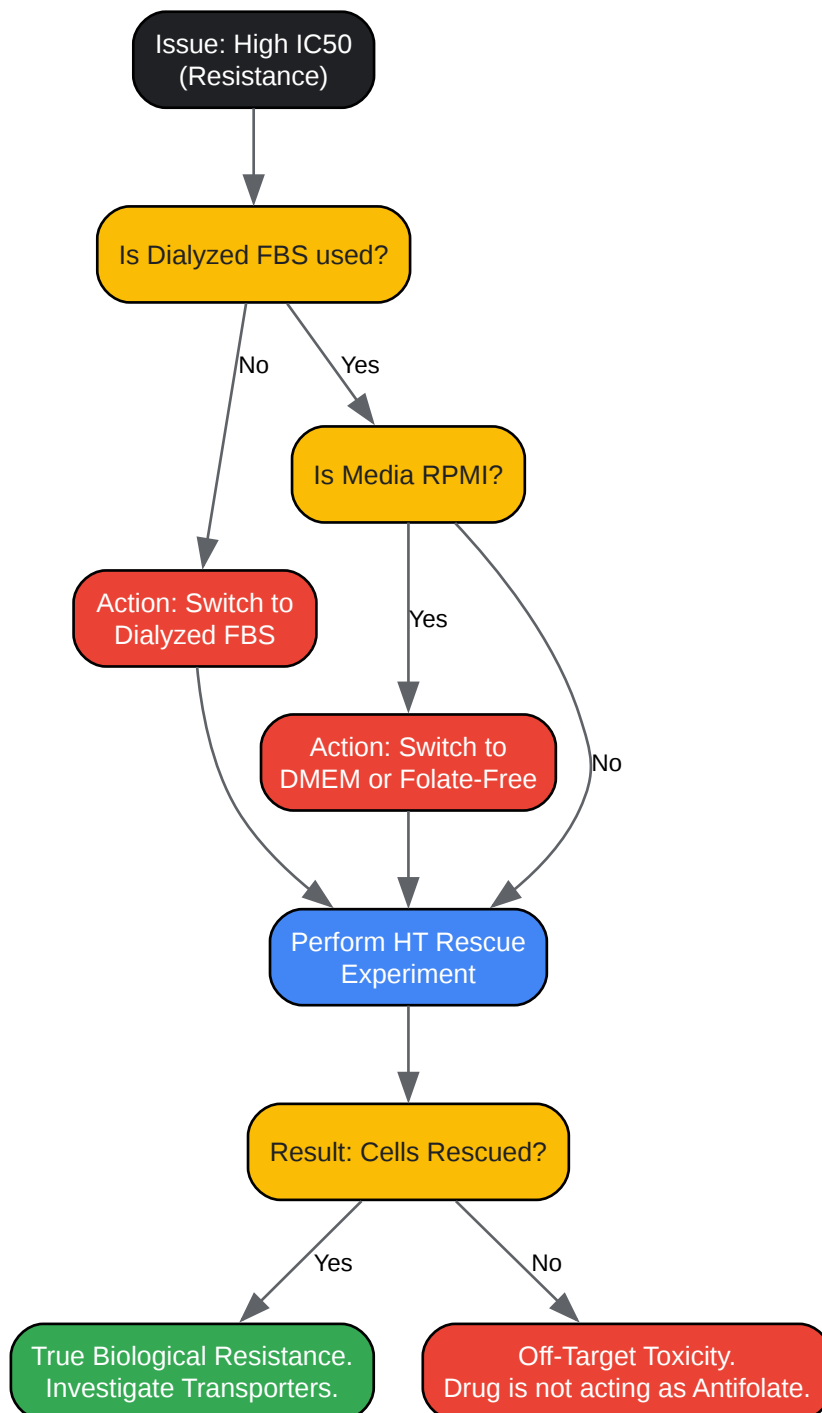 Issue: High IC50
(Resistance)
Is Dialyzed FBS used?
No
Yes
Is Media RPMI?
Action: Switch to
Dialyzed FBS
Yes
Action: Switch to
DMEM or Folate-Free
No
Perform HT Rescue
Experiment
Result: Cells Rescued?
Yes
No
True Biological Resistance.
Investigate Transporters.
Off-Target Toxicity.
Drug is not acting as Antifolate.